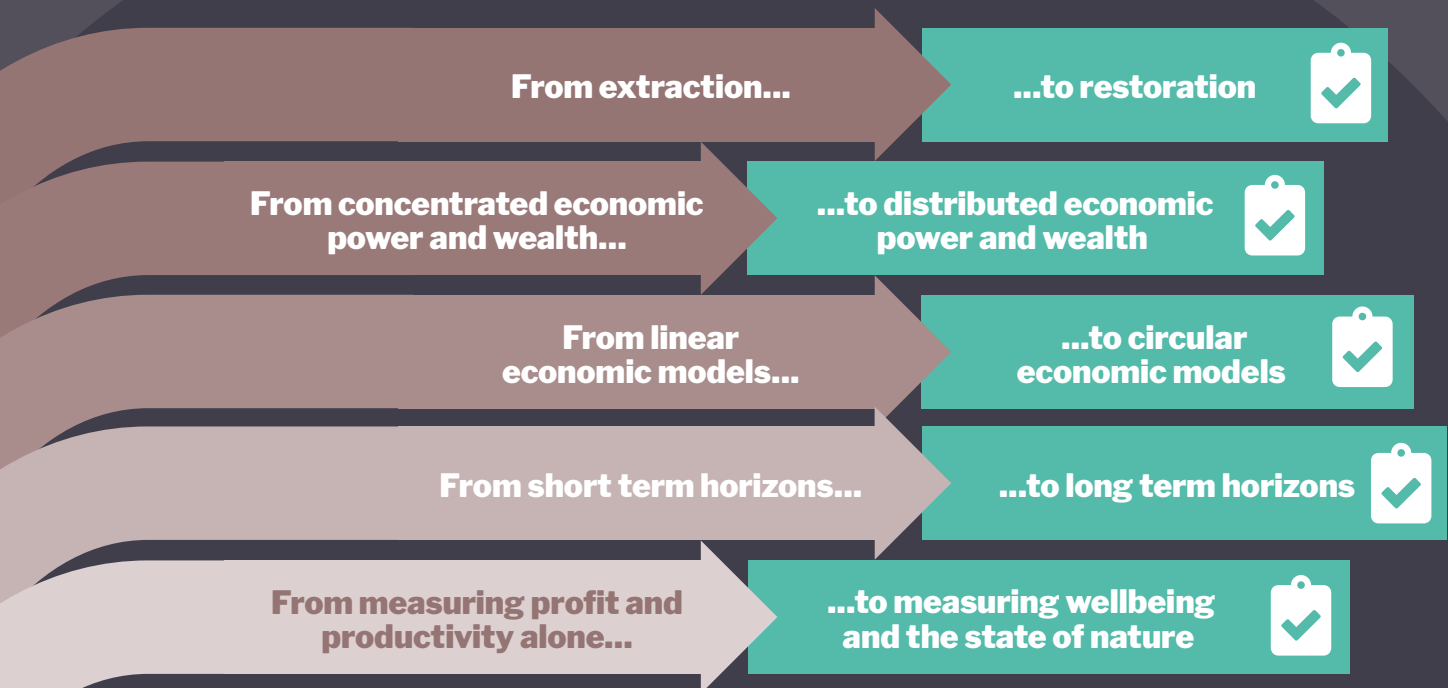 From extraction...
...to restoration
From concentrated economic
power and wealth...
...to distributed economic
power and wealth
From linear
economic models...
...to circular
economic models
From short term horizons...
...to long term horizons
From measuring profit and
productivity alone...
...to measuring wellbeing
and the state of nature